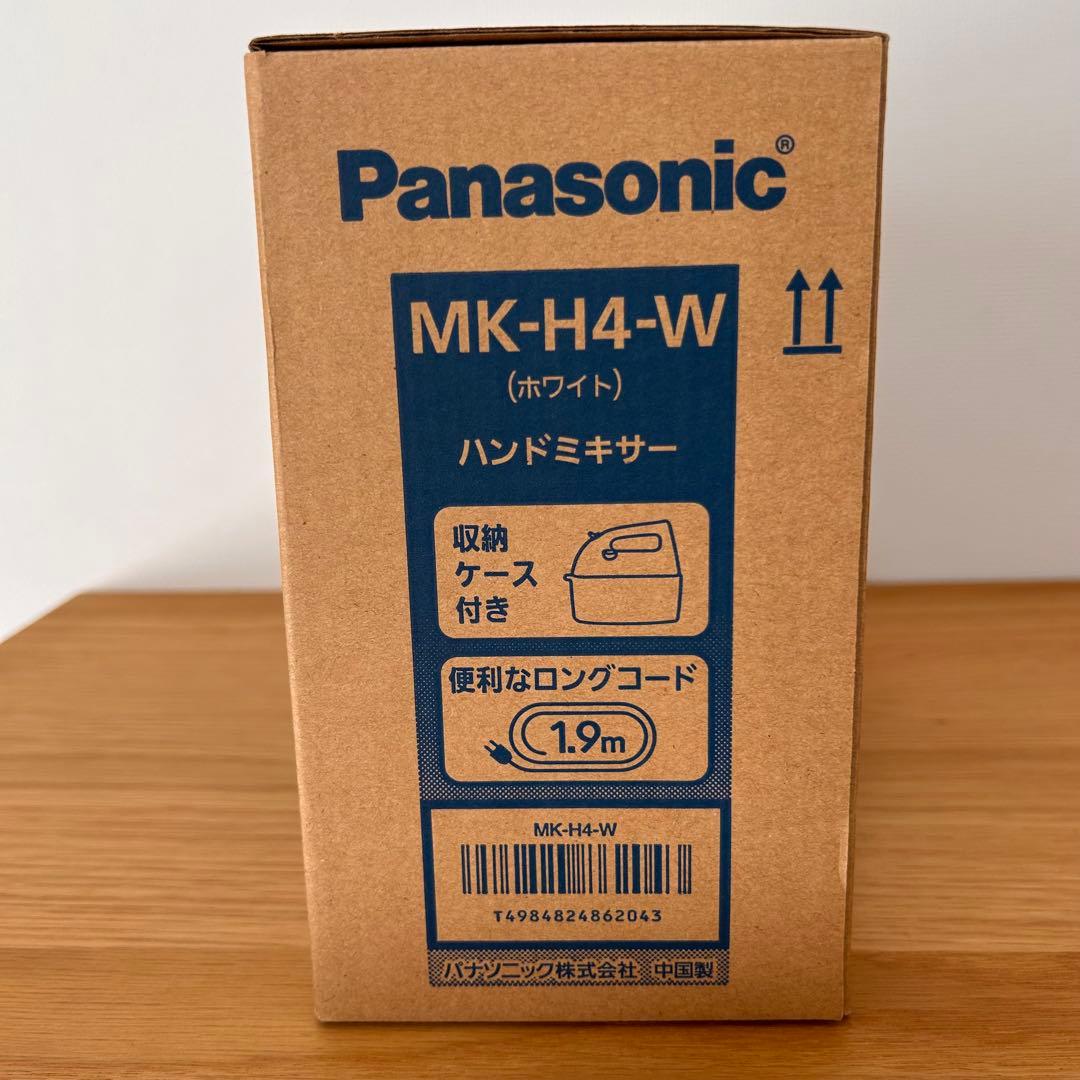 Panasonic®
MK-H4-W
(ホワイト)
ハンドミキサー
収納
ケース
付き
便利なロングコード
1.9m
MK-H4-W
T4984824862043
パナソニック株式会社 中国製